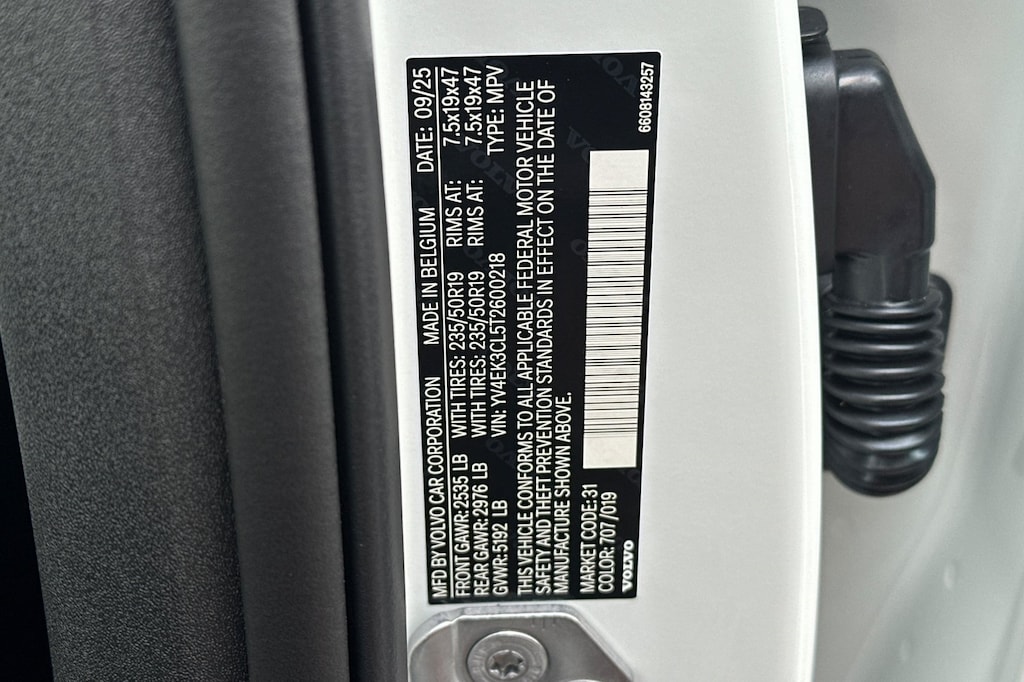 MFD BY VOLVO CAR CORPORATION MADE IN BELGIUM DATE: 09/25
FRONT GAWR: 2535 LB WITH TIRES: 235/50R19 RIMS AT: 7.5x19x47
REAR GAWR: 2976 LB WITH TIRES: 235/50R19 RIMS AT: 7.5x19x47
GVWR: 5192 LB VIN: YV4EK3CL5T2600218 TYPE: MPV
THIS VEHICLE CONFORMS TO ALL APPLICABLE FEDERAL MOTOR VEHICLE
SAFETY AND THEFT PREVENTION STANDARDS IN EFFECT ON THE DATE OF
MANUFACTURE SHOWN ABOVE.
MARKET CODE: 31
COLOR: 707/019
VOLVO
6608143257